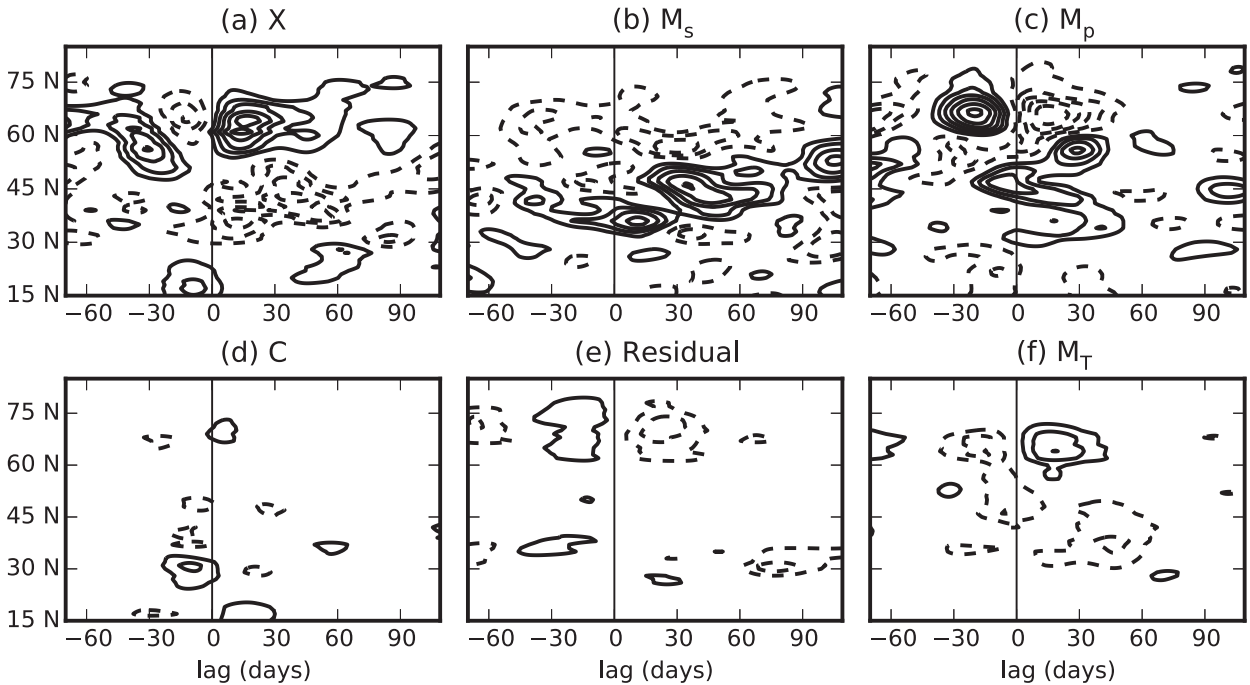 (a) X
(b) M_s
(c) M_p
75 N
60 N
45 N
30 N
15 N
−60 −30 0 30 60 90
−60 −30 0 30 60 90
−60 −30 0 30 60 90
(d) C
(e) Residual
(f) M_T
75 N
60 N
45 N
30 N
15 N
−60 −30 0 30 60 90
−60 −30 0 30 60 90
−60 −30 0 30 60 90
lag (days)
lag (days)
lag (days)